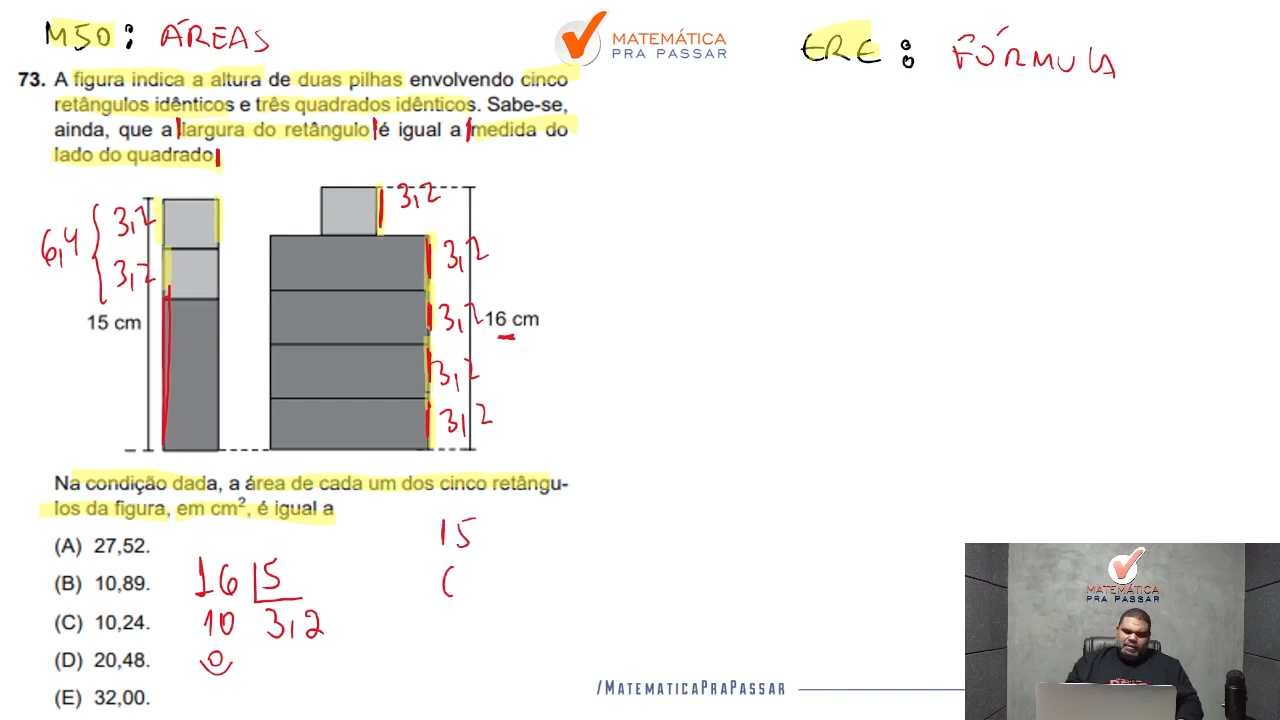 M50: ÁREAS
MATEMÁTICA
PRA PASSAR
ERE: FÓRMULA
73. A figura indica a altura de duas pilhas envolvendo cinco
retângulos idênticos e três quadrados idênticos. Sabe-se,
ainda, que a largura do retângulo é igual a medida do
lado do quadrado.
3,2
3,2
6,4
3,2
3,2
3,2
15 cm
3,2
16 cm
3,2
3,2
Na condição dada, a área de cada um dos cinco retângu-
los da figura, em cm², é igual a
(A) 27,52.
(B) 10,89.
(C) 10,24.
(D) 20,48.
(E) 32,00.
16 5
10 3,2
0
15
(
MATEMÁTICA
PRA PASSAR
/MATEMATICAPRAPASSAR